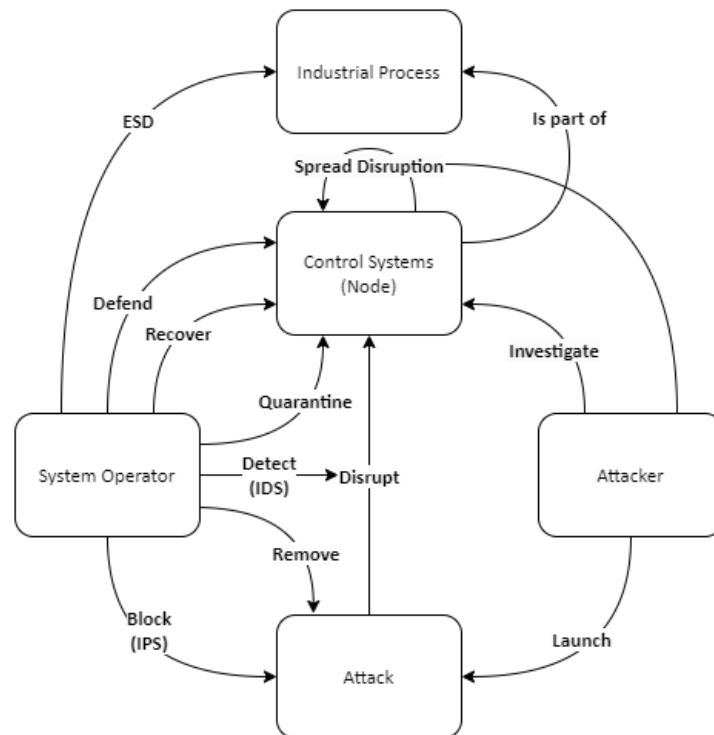 Industrial Process
ESD
Is part of
Spread Disruption
Control Systems
(Node)
Defend
Recover
Investigate
Quarantine
System Operator
Detect
(IDS)
Disrupt
Attacker
Remove
Block
(IPS)
Launch
Attack